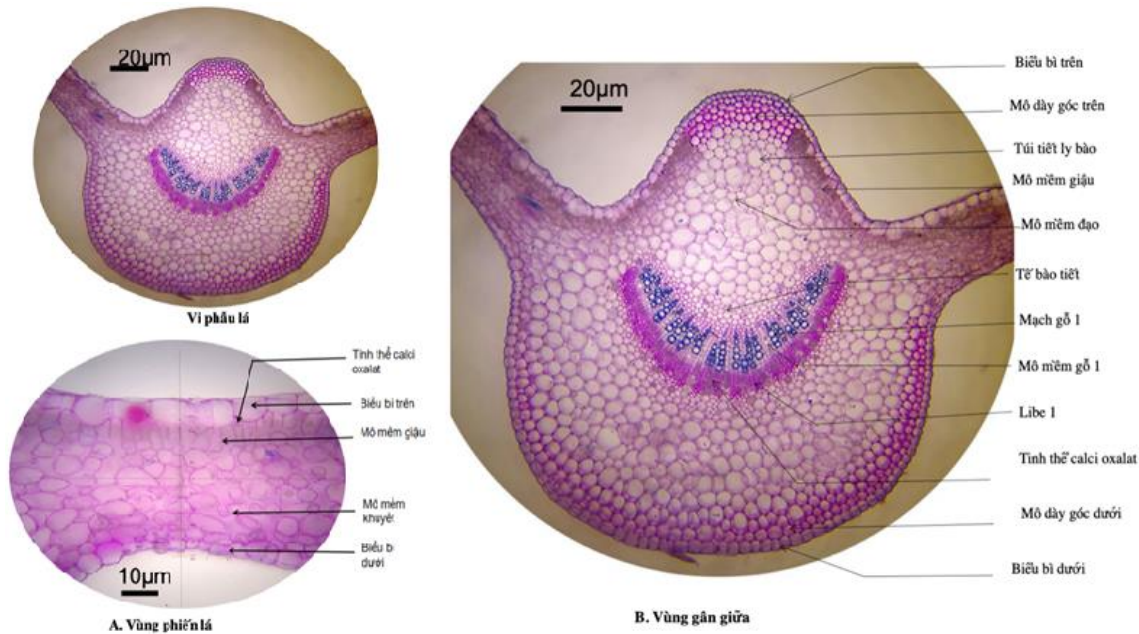 20µm
Vi phẫu lá
Tinh thể calci
oxalat
Biểu bì trên
Mô mềm giậu
Mô mềm
khuyết
Biểu bì
dưới
10µm
A. Vùng phiến lá
20µm
Biểu bì trên
Mô dày góc trên
Túi tiết ly bào
Mô mềm giậu
Mô mềm đạo
Tế bào tiết
Mạch gỗ 1
Mô mềm gỗ 1
Libe 1
Tinh thể calci oxalat
Mô dày góc dưới
Biểu bì dưới
B. Vùng gân giữa